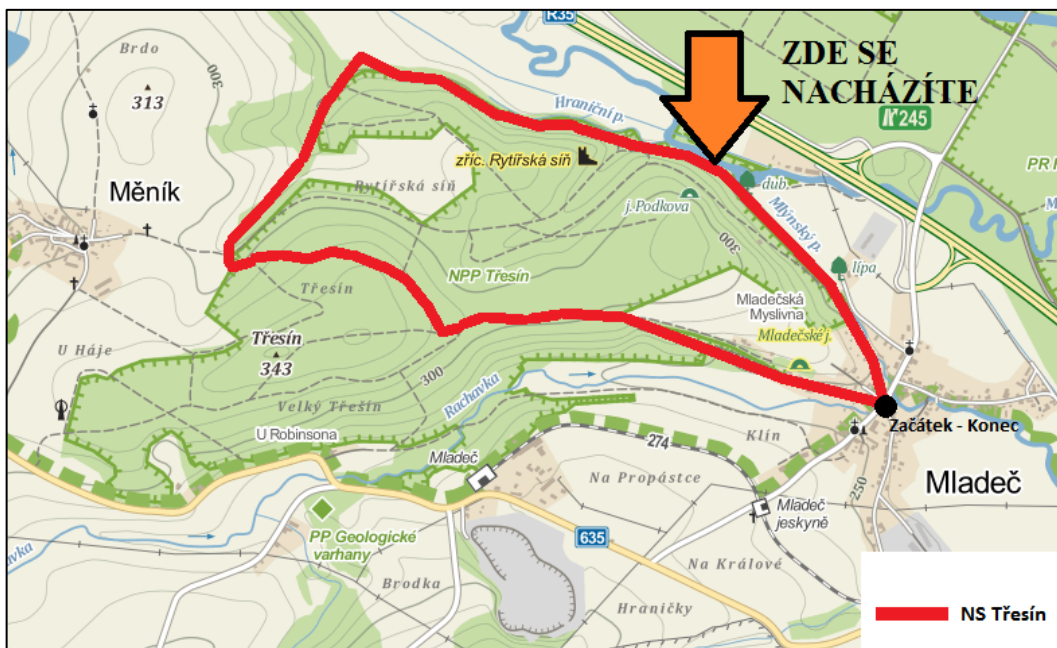 R35
Brdo
313
300
ZDE SE
NACHÁZÍTE
245
Hraniční p.
PR
zříc. Rytířská síň
Rytířská síň
Měník
dub.
Mlýnský p.
j. Podkova
300
lípa
NPP Třesín
Třesín
Mladečská
Myslivna
Mladečské j.
U Háje
Třesín
343
300
Rachavka
Velký Třesín
U Robinsona
Začátek - Konec
Klín
274
Mladeč
Na Propástce
250
Mladeč
Mladeč
jeskyně
PP Geologické
varhany
635
Rachavka
Na Králové
Brodka
Hraničky
NS Třesín